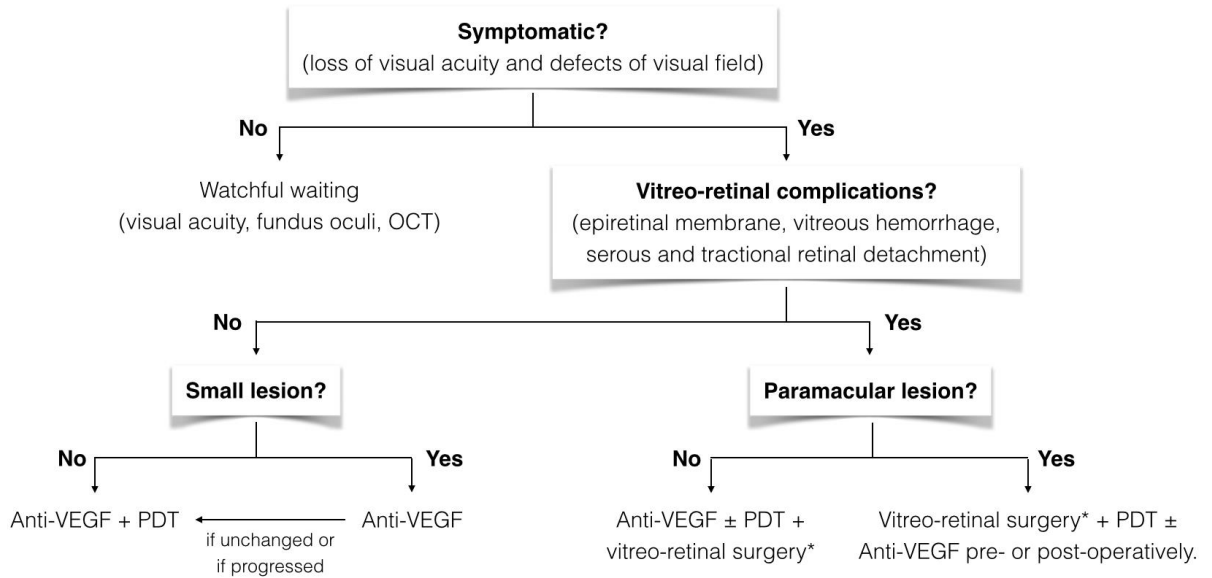 Symptomatic?
(loss of visual acuity and defects of visual field)
No
Yes
Watchful waiting
(visual acuity, fundus oculi, OCT)
Vitreo-retinal complications?
(epiretinal membrane, vitreous hemorrhage,
serous and tractional retinal detachment)
No
Yes
Small lesion?
Paramacular lesion?
No
Yes
No
Yes
Anti-VEGF + PDT
if unchanged or
if progressed
Anti-VEGF
Anti-VEGF ± PDT +
vitreo-retinal surgery*
Vitreo-retinal surgery* + PDT ±
Anti-VEGF pre- or post-operatively.